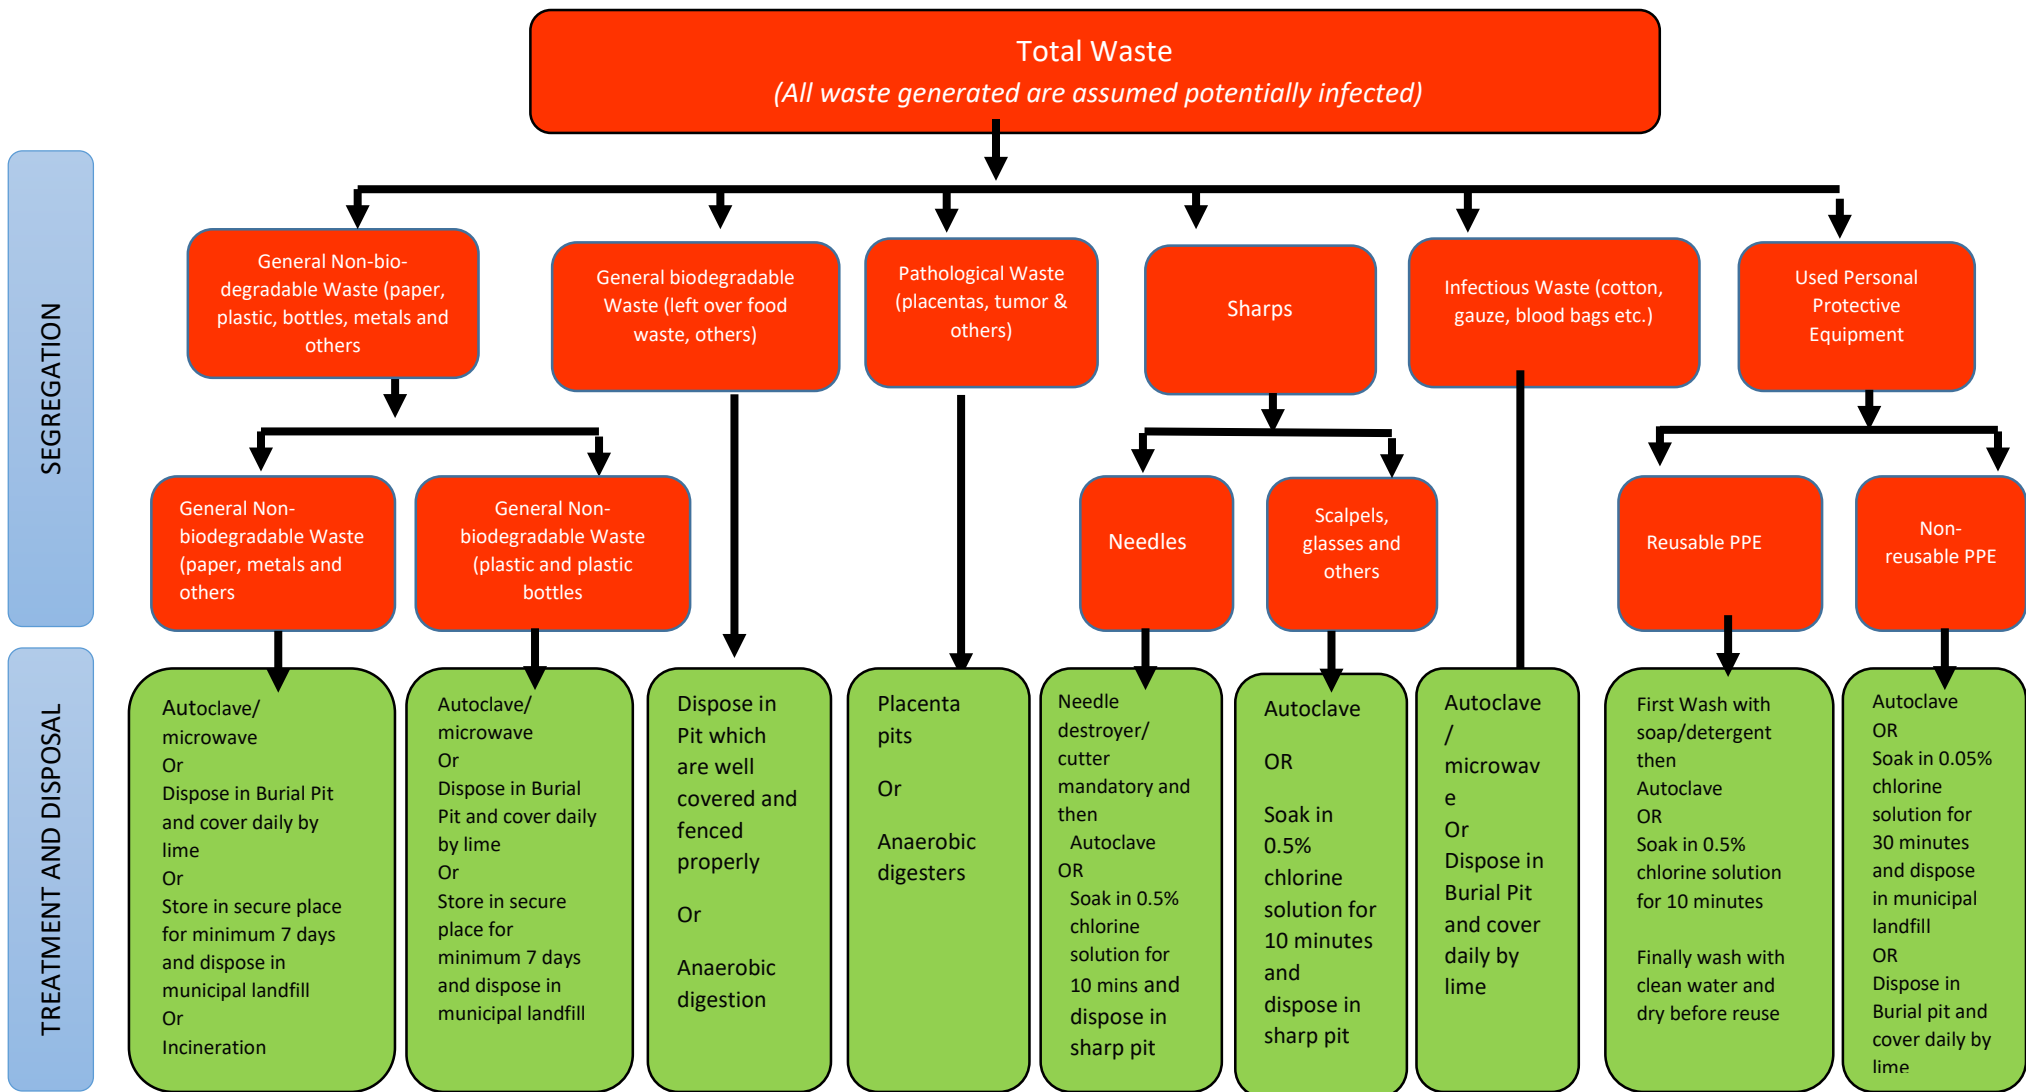 Total Waste
(All waste generated are assumed potentially infected)
SEGREGATION
General Non-bio-
degradable Waste (paper,
plastic, bottles, metals and
others
General biodegradable
Waste (left over food
waste, others)
Pathological Waste
(placentas, tumor &
others)
Sharps
Infectious Waste (cotton,
gauze, blood bags etc.)
Used Personal
Protective
Equipment
General Non-
biodegradable Waste
(paper, metals and
others
General Non-
biodegradable Waste
(plastic and plastic
bottles
Needles
Scalpels,
glasses and
others
Reusable PPE
Non-
reusable PPE
TREATMENT AND DISPOSAL
Autoclave/
microwave
Or
Dispose in Burial Pit
and cover daily by
lime
Or
Store in secure place
for minimum 7 days
and dispose in
municipal landfill
Or
Incineration
Autoclave/
microwave
Or
Dispose in Burial
Pit and cover daily
by lime
Or
Store in secure
place for
minimum 7 days
and dispose in
municipal landfill
Dispose in
Pit which
are well
covered and
fenced
properly
Or
Anaerobic
digestion
Placenta
pits
Or
Anaerobic
digesters
Needle
destroyer/
cutter
mandatory and
then
Autoclave
OR
Soak in 0.5%
chlorine
solution for
10 mins and
dispose in
sharp pit
Autoclave
OR
Soak in
0.5%
chlorine
solution for
10 minutes
and
dispose in
sharp pit
Autoclave
/
microwav
e
Or
Dispose in
Burial Pit
and cover
daily by
lime
First Wash with
soap/detergent
then
Autoclave
OR
Soak in 0.5%
chlorine solution
for 10 minutes
Finally wash with
clean water and
dry before reuse
Autoclave
OR
Soak in 0.05%
chlorine
solution for
30 minutes
and dispose
in municipal
landfill
OR
Dispose in
Burial pit and
cover daily by
lime